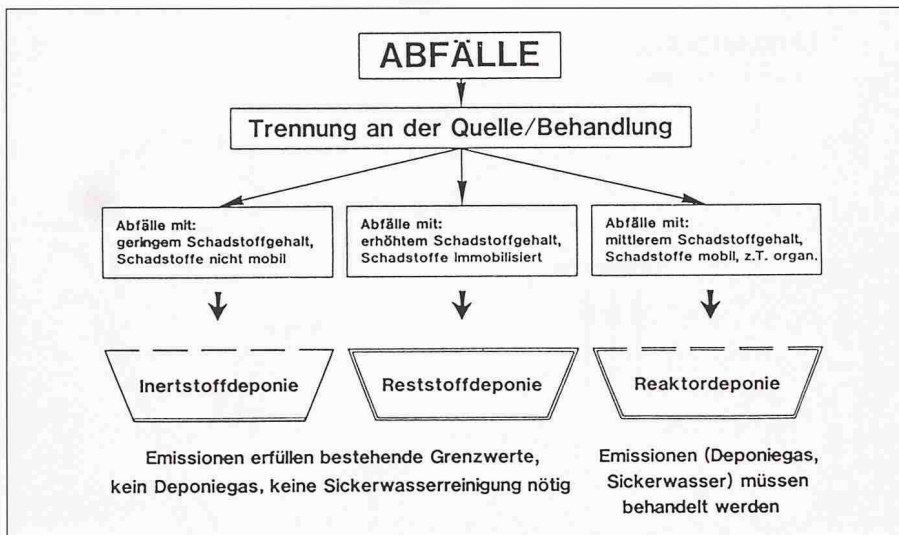 ABFÄLLE
Trennung an der Quelle/Behandlung
Abfälle mit:
geringem Schadstoffgehalt,
Schadstoffe nicht mobil
Abfälle mit:
erhöhtem Schadstoffgehalt,
Schadstoffe immobilisiert
Abfälle mit:
mittlerem Schadstoffgehalt,
Schadstoffe mobil, z.T. organ.
Inertstoffdeponie
Reststoffdeponie
Reaktordeponie
Emissionen erfüllen bestehende Grenzwerte,
kein Deponiegas, keine Sickerwasserreinigung nötig
Emissionen (Deponiegas,
Sickerwasser) müssen
behandelt werden